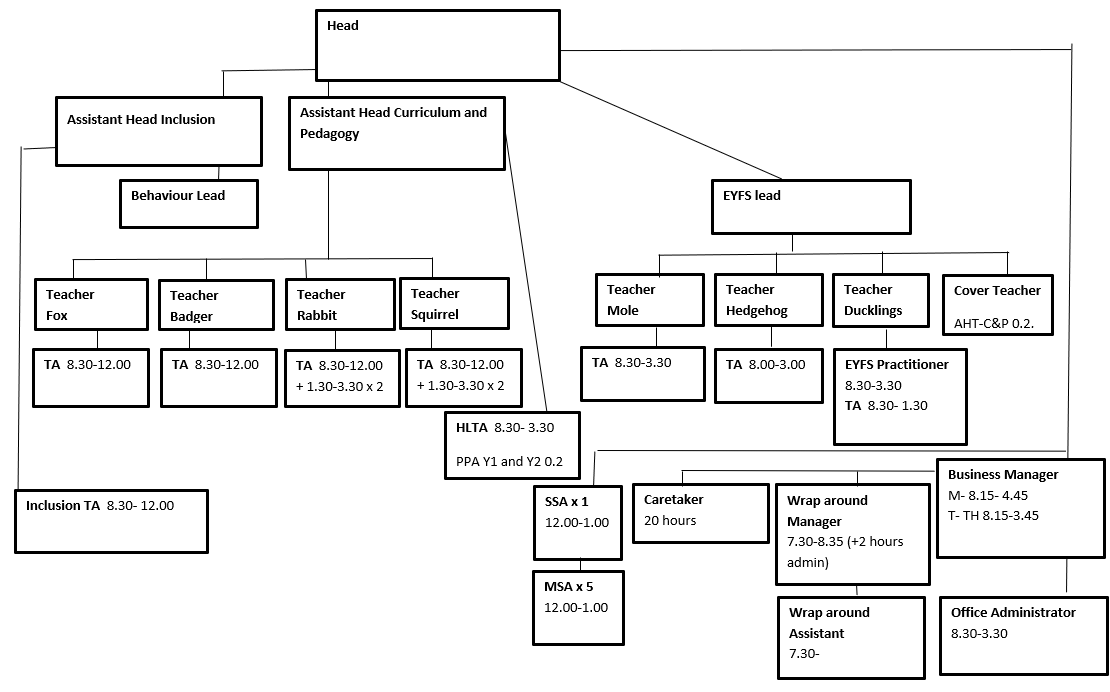 Head
Assistant Head Inclusion
Assistant Head Curriculum and
Pedagogy
Behaviour Lead
EYFS lead
Teacher
Fox
Teacher
Badger
Teacher
Rabbit
Teacher
Squirrel
Teacher
Mole
Teacher
Hedgehog
Teacher
Ducklings
Cover Teacher
AHT-C&P 0.2.
TA 8.30-12.00
TA 8.30-12.00
TA 8.30-12.00
+ 1.30-3.30 x 2
TA 8.30-12.00
+ 1.30-3.30 x 2
TA 8.30-3.30
TA 8.00-3.00
EYFS Practitioner
8.30-3.30
TA 8.30- 1.30
HLTA 8.30- 3.30
PPA Y1 and Y2 0.2
Inclusion TA 8.30- 12.00
SSA x 1
12.00-1.00
Caretaker
20 hours
Wrap around
Manager
7.30-8.35 (+2 hours
admin)
Business Manager
M- 8.15- 4.45
T- TH 8.15-3.45
MSA x 5
12.00-1.00
Wrap around
Assistant
7.30-
Office Administrator
8.30-3.30